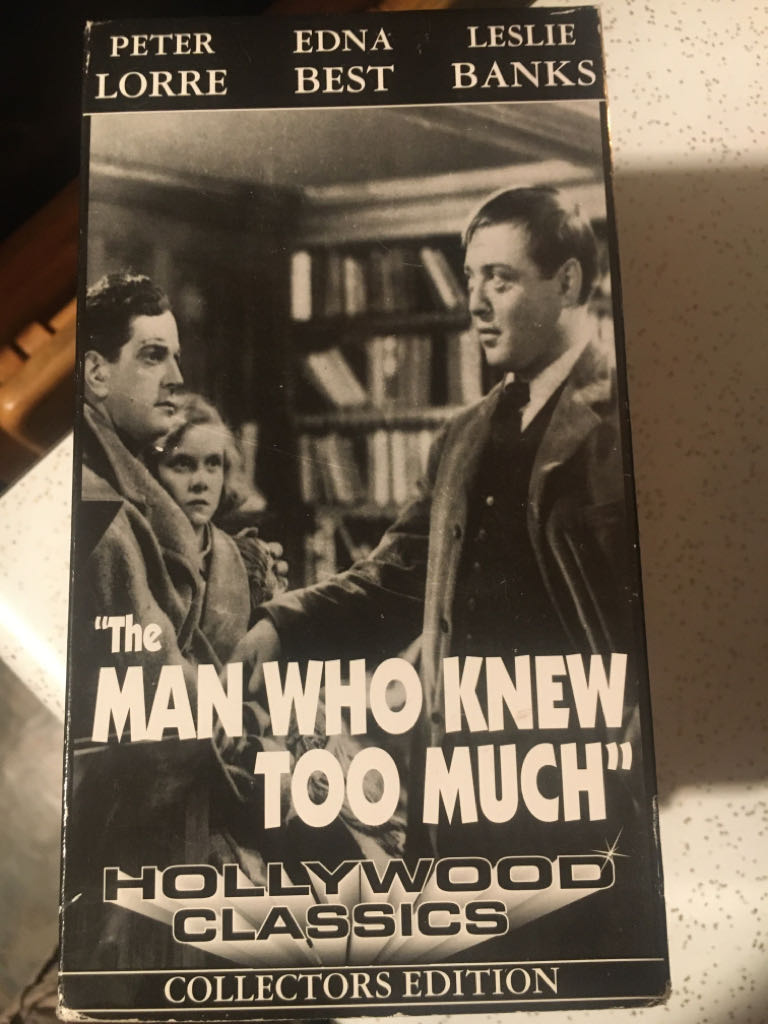 PETER EDNA LESLIE
LORRE BEST BANKS
"The
MAN WHO KNEW
TOO MUCH"
HOLLYWOOD
CLASSICS
COLLECTORS EDITION